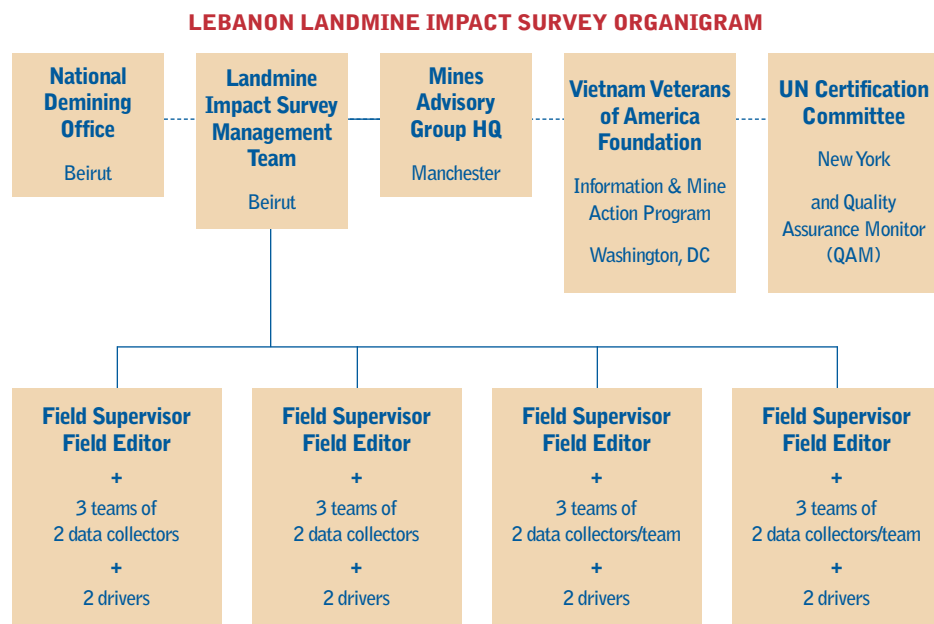 LEBANON LANDMINE IMPACT SURVEY ORGANIGRAM
National
Demining
Office
Beirut
Landmine
Impact Survey
Management
Team
Beirut
Mines
Advisory
Group HQ
Manchester
Vietnam Veterans
of America
Foundation
Information & Mine
Action Program
Washington, DC
UN Certification
Committee
New York
and Quality
Assurance Monitor
(QAM)
Field Supervisor
Field Editor
+
3 teams of
2 data collectors
+
2 drivers
Field Supervisor
Field Editor
+
3 teams of
2 data collectors
+
2 drivers
Field Supervisor
Field Editor
+
3 teams of
2 data collectors/team
+
2 drivers
Field Supervisor
Field Editor
+
3 teams of
2 data collectors/team
+
2 drivers